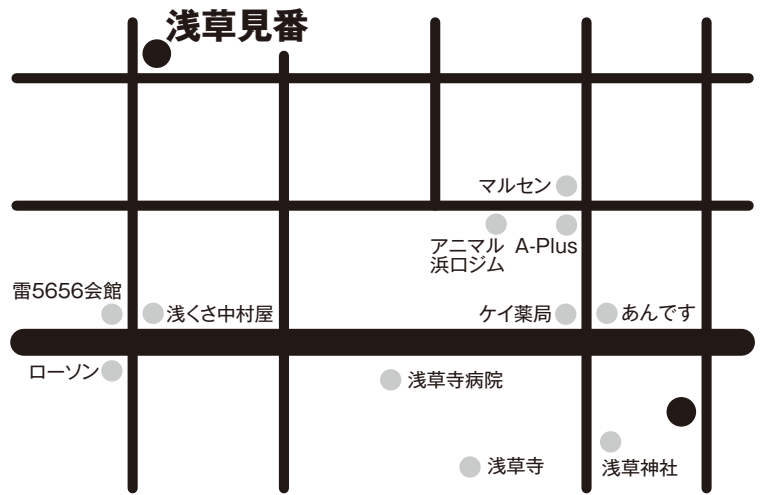 浅草見番
マルセン
アニマル
浜口ジム
A-Plus
雷5656会館
浅くさ中村屋
ケイ薬局
あんです
ローソン
浅草寺病院
浅草寺
浅草神社